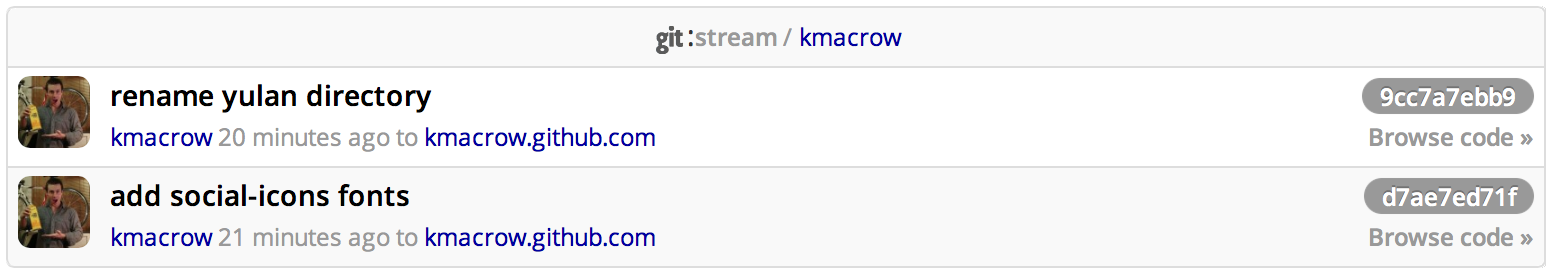 git:stream / kmacrow
rename yulan directory 9cc7a7ebb9
kmacrow 20 minutes ago to kmacrow.github.com Browse code »
add social-icons fonts d7ae7ed71f
kmacrow 21 minutes ago to kmacrow.github.com Browse code »